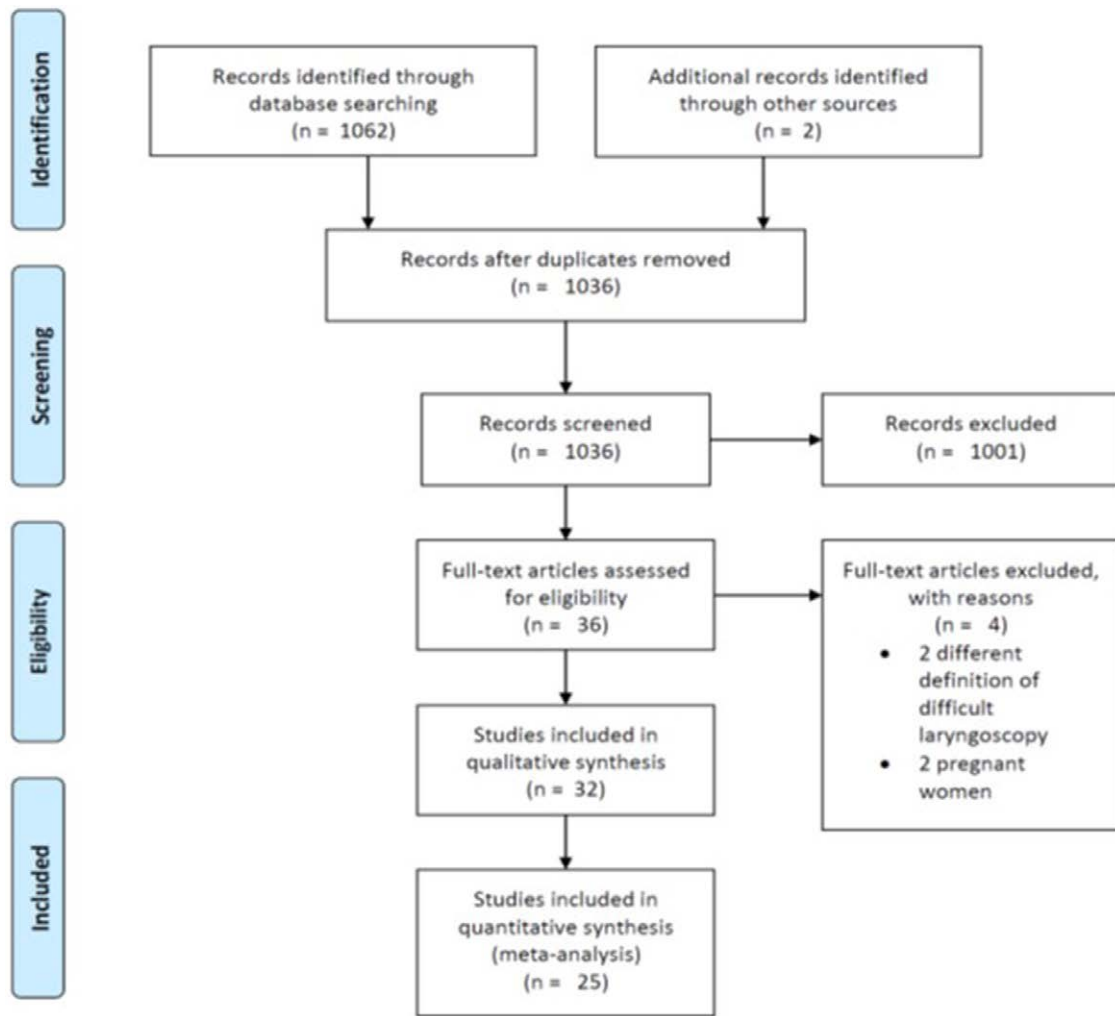 Identification
Records identified through
database searching
(n = 1062)
Additional records identified
through other sources
(n = 2)
Records after duplicates removed
(n = 1036)
Screening
Records screened
(n = 1036)
Records excluded
(n = 1001)
Eligibility
Full-text articles assessed
for eligibility
(n = 36)
Full-text articles excluded,
with reasons
(n = 4)
• 2 different
definition of
difficult
laryngoscopy
• 2 pregnant
women
Studies included in
qualitative synthesis
(n = 32)
Included
Studies included in
quantitative synthesis
(meta-analysis)
(n = 25)